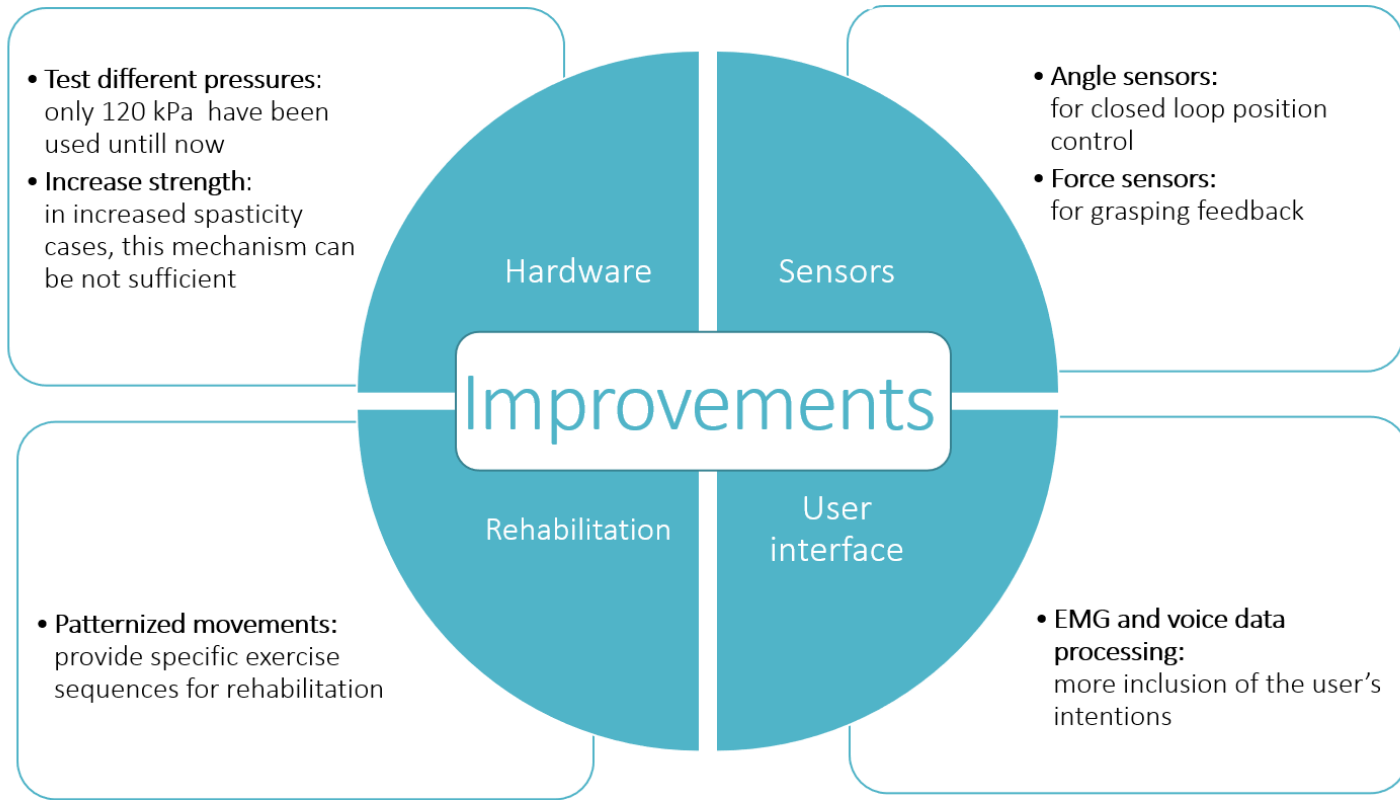 • Test different pressures:
only 120 kPa have been
used untill now
• Increase strength:
in increased spasticity
cases, this mechanism can
be not sufficient
• Angle sensors:
for closed loop position
control
• Force sensors:
for grasping feedback
Hardware
Sensors
Improvements
Rehabilitation
User
interface
• Patternized movements:
provide specific exercise
sequences for rehabilitation
• EMG and voice data
processing:
more inclusion of the user’s
intentions